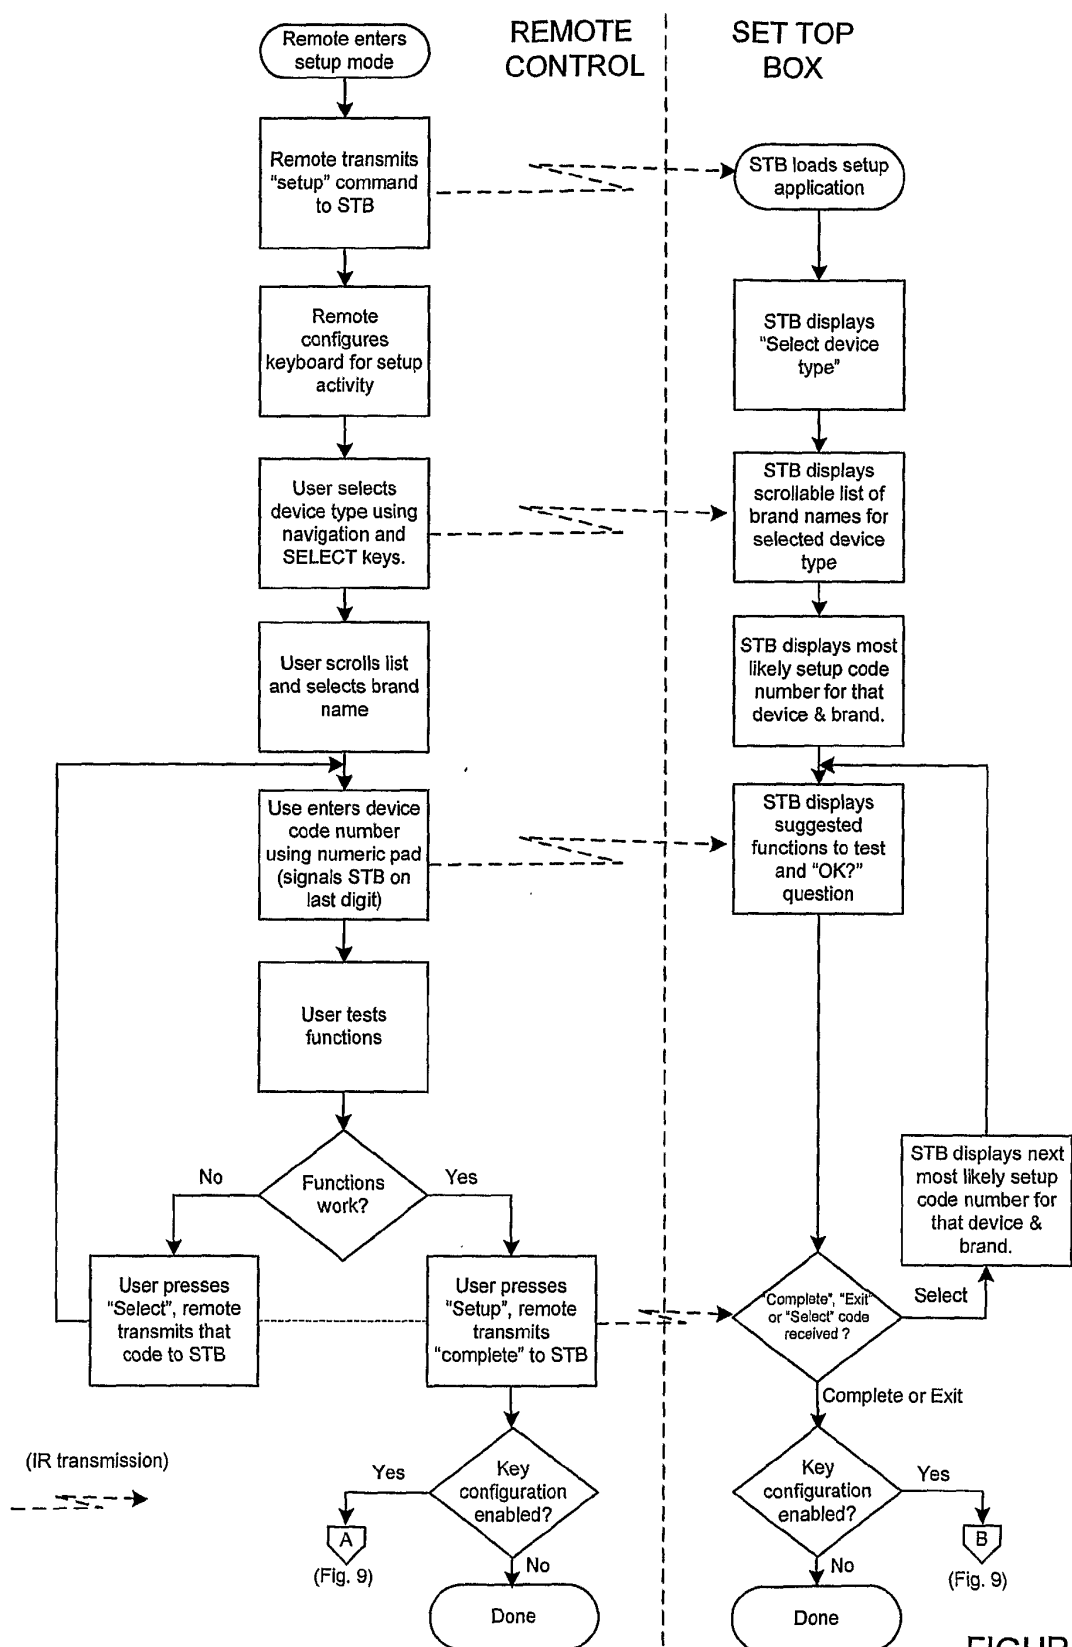 Remote enters
setup mode
REMOTE
CONTROL
SET TOP
BOX
Remote transmits
“setup” command
to STB
STB loads setup
application
Remote
configures
keyboard for setup
activity
STB displays
“Select device
type”
User selects
device type using
navigation and
SELECT keys.
STB displays
scrollable list of
brand names for
selected device
type
User scrolls list
and selects brand
name
STB displays most
likely setup code
number for that
device & brand.
Use enters device
code number
using numeric pad
(signals STB on
last digit)
STB displays
suggested
functions to test
and “OK?”
question
User tests
functions
Functions
work?
No
Yes
STB displays next
most likely setup
code number for
that device &
brand.
User presses
“Select”, remote
transmits that
code to STB
User presses
“Setup”, remote
transmits
“complete” to STB
“Complete”, “Exit”
or “Select” code
received ?
Select
Complete or Exit
(IR transmission)
Key
configuration
enabled?
Yes
A
(Fig. 9)
No
Done
Key
configuration
enabled?
Yes
B
(Fig. 9)
No
Done